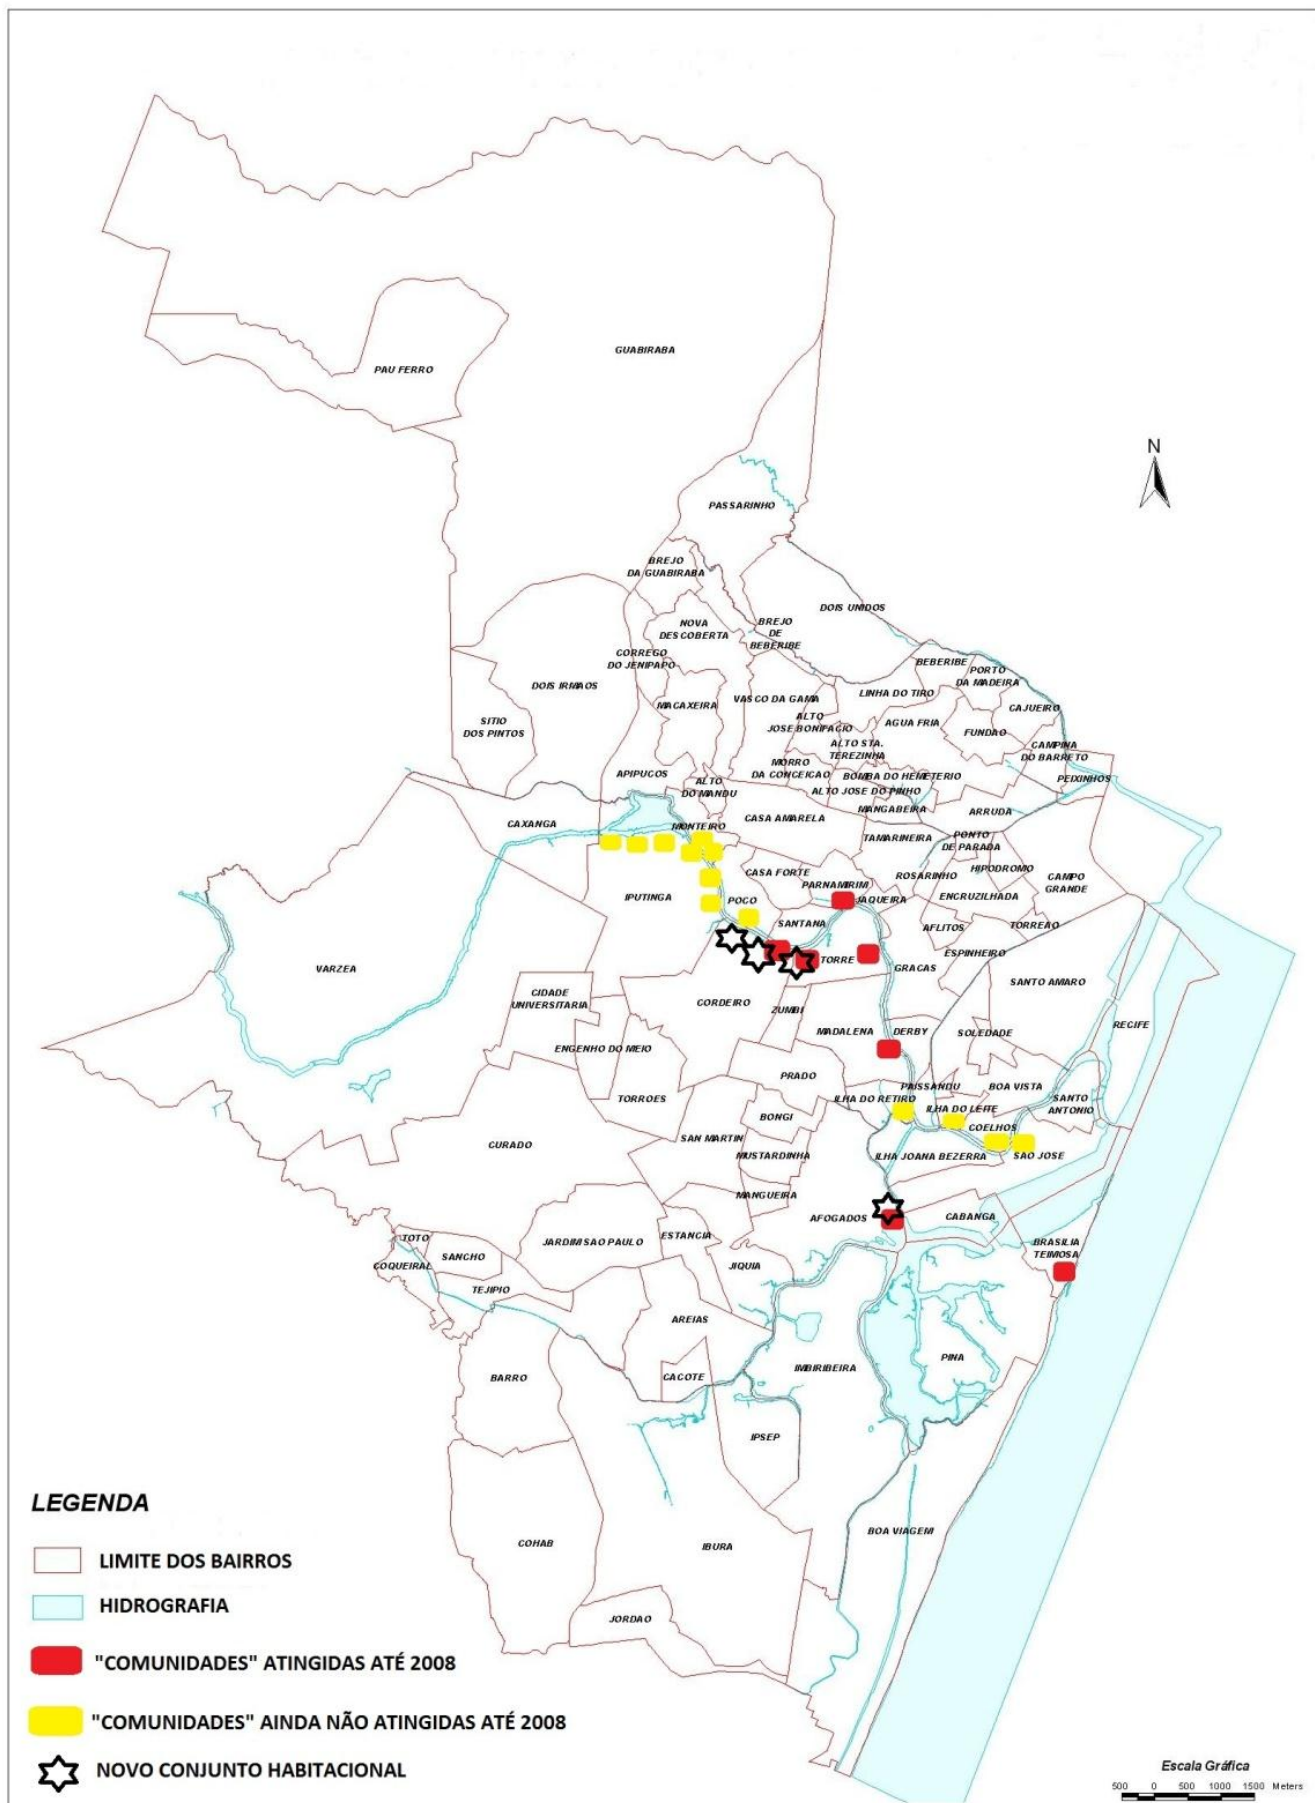 GUABIRABA
PAU FERRO
N
PASSARINHO
BREJO
DA GUABIRABA
DOIS UNIDOS
NOVA
DESCOBERTA
BREJO
DE
BEBERIBE
CORREGO
DO JENIPAPO
BEBERIBE
PORTO
DA MADEIRA
DOIS IRMAOS
LINHA DO TIRO
VASCO DA GAMA
MACAXEIRA
CAJUEIRO
SITIO
DOS PINTOS
ALTO
JOSE BONIFACIO
AGUA FRIA
FUNDAO
ALTO STA.
TEREZINHA
CAMPINA
DO BARRETO
MORRO
DA CONCEICAO
APIPUCOS
BOMBA DO HEMETERIO
PEIXINHOS
ALTO
DO MANDU
ALTO JOSE DO PINHO
MANGABEIRA
ARRUDA
CASA AMARELA
CAXANGA
MONTEIRO
TAMARINEIRA
PONTO
DE PARADA
HIPODROMO
CASA FORTE
ROSARINHO
CAMPO
GRANDE
PARNAMIRIM
IPUTINGA
POCO
JAQUEIRA
ENCRUZILHADA
SANTANA
AFLITOS
TORREAO
ESPINHEIRO
TORRE
GRACAS
VARZEA
SANTO AMARO
CIDADE
UNIVERSITARIA
CORDEIRO
ZUMBI
RECIFE
MADALENA
DERBY
SOLEDADE
ENGENHO DO MEIO
PRADO
PAISSANDU
BOA VISTA
TORROES
ILHA DO RETIRO
ILHA DO LEITE
SANTO
ANTONIO
BONGI
COELHOS
SAN MARTIN
CURADO
MUSTARDINHA
ILHA JOANA BEZERRA
SAO JOSE
MANGUEIRA
AFOGADOS
CABANGA
TOTO
JARDIM SAO PAULO
ESTANCIA
BRASILIA
TEIMOSA
COQUEIRAL
SANCHO
JIQUIA
TEJIPIO
AREIAS
PINA
BARRO
CACOTE
IMBIRIBEIRA
IPSEP
BOA VIAGEM
COHAB
IBURA
JORDAO
LEGENDA
LIMITE DOS BAIRROS
HIDROGRAFIA
"COMUNIDADES" ATINGIDAS ATÉ 2008
"COMUNIDADES" AINDA NÃO ATINGIDAS ATÉ 2008
NOVO CONJUNTO HABITACIONAL
Escala Gráfica
500 0 500 1000 1500 Meters